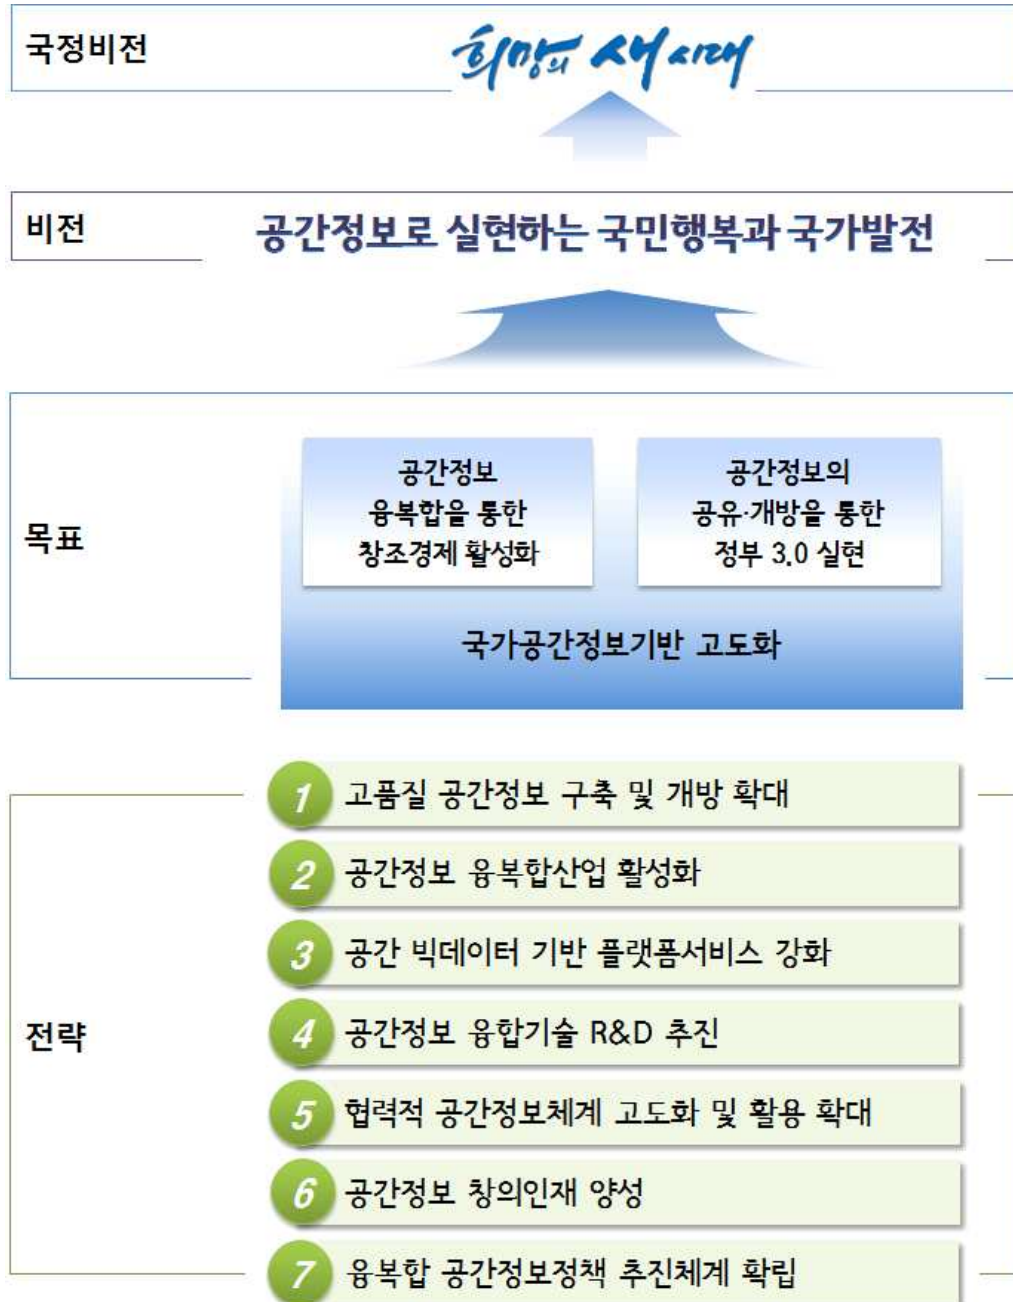 국정비전
희망의 새시대
비전
공간정보로 실현하는 국민행복과 국가발전
목표
공간정보
융복합을 통한
창조경제 활성화
공간정보의
공유·개방을 통한
정부 3.0 실현
국가공간정보기반 고도화
전략
1 고품질 공간정보 구축 및 개방 확대
2 공간정보 융복합산업 활성화
3 공간 빅데이터 기반 플랫폼서비스 강화
4 공간정보 융합기술 R&D 추진
5 협력적 공간정보체계 고도화 및 활용 확대
6 공간정보 창의인재 양성
7 융복합 공간정보정책 추진체계 확립